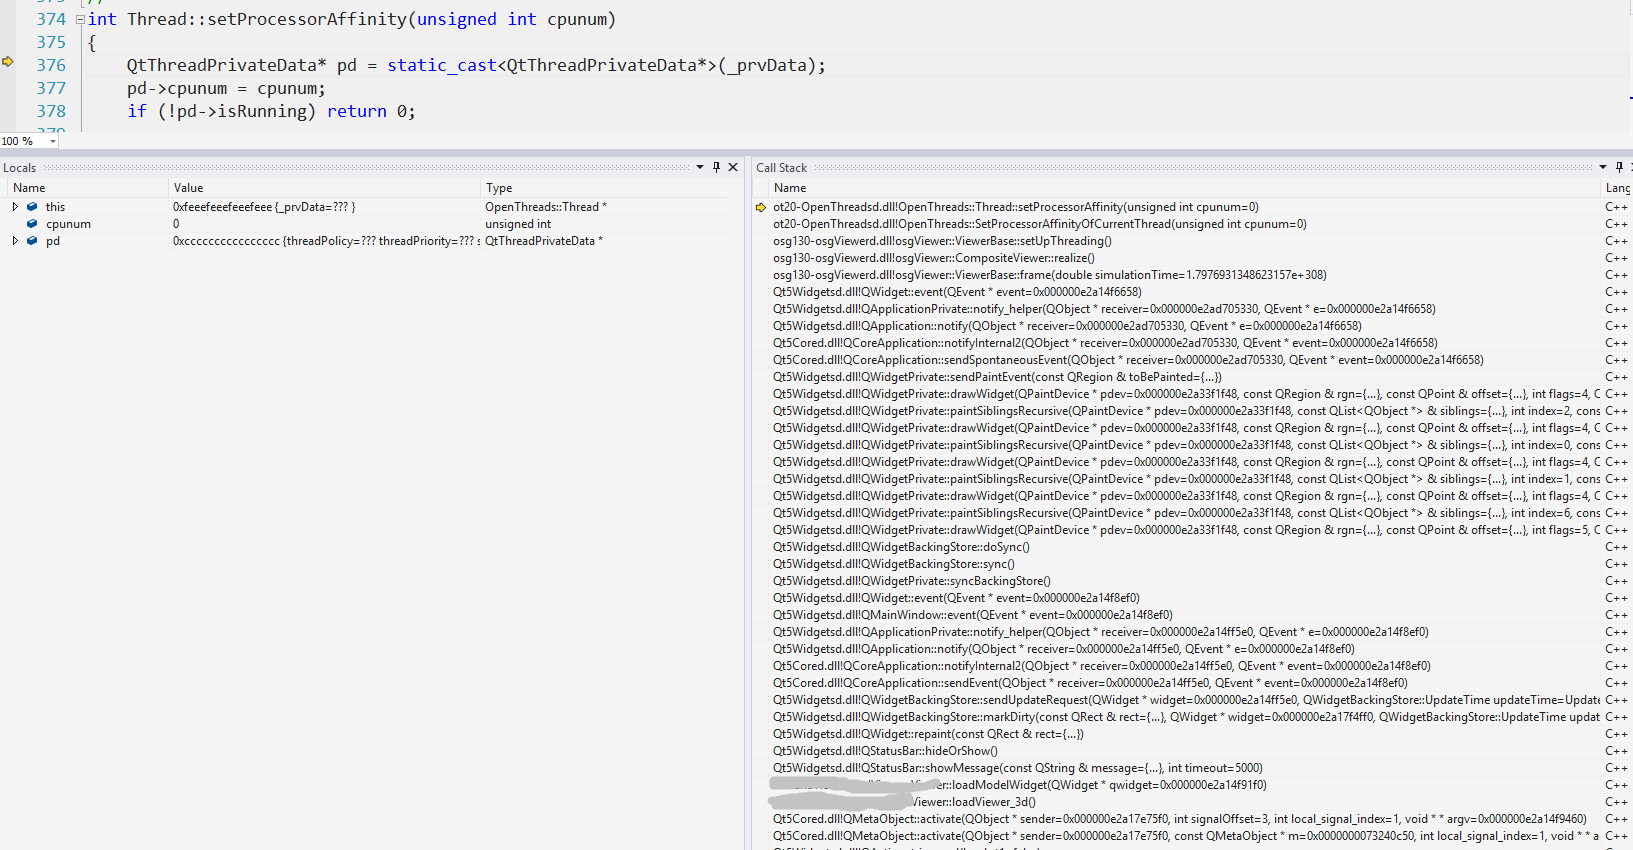 374 int Thread::setProcessorAffinity(unsigned int cpunum)
375 {
376 QtThreadPrivateData* pd = static_cast<QtThreadPrivateData*>(_prvData);
377 pd->cpunum = cpunum;
378 if (!pd->isRunning) return 0;
100 %
Locals
Name Value Type
this 0xfeeefeeefeeefeee {_prvData=??? } OpenThreads::Thread *
cpunum 0 unsigned int
pd 0xcccccccccccccccc {threadPolicy=??? threadPriority=??? s QtThreadPrivateData *
Call Stack
Name Lang
ot20-OpenThreadsd.dll!OpenThreads::Thread::setProcessorAffinity(unsigned int cpunum=0) C++
ot20-OpenThreadsd.dll!OpenThreads::SetProcessorAffinityOfCurrentThread(unsigned int cpunum=0) C++
osg130-osgViewerd.dll!osgViewer::ViewerBase::setUpThreading() C++
osg130-osgViewerd.dll!osgViewer::CompositeViewer::realize() C++
osg130-osgViewerd.dll!osgViewer::ViewerBase::frame(double simulationTime=1.7976931348623157e+308) C++
Qt5Widgetsd.dll!QWidget::event(QEvent * event=0x000000e2a14f6658) C++
Qt5Widgetsd.dll!QApplicationPrivate::notify_helper(QObject * receiver=0x000000e2ad705330, QEvent * e=0x000000e2a14f6658) C++
Qt5Widgetsd.dll!QApplication::notify(QObject * receiver=0x000000e2ad705330, QEvent * e=0x000000e2a14f6658) C++
Qt5Cored.dll!QCoreApplication::notifyInternal2(QObject * receiver=0x000000e2ad705330, QEvent * event=0x000000e2a14f6658) C++
Qt5Cored.dll!QCoreApplication::sendSpontaneousEvent(QObject * receiver=0x000000e2ad705330, QEvent * event=0x000000e2a14f6658) C++
Qt5Widgetsd.dll!QWidgetPrivate::sendPaintEvent(const QRegion & toBePainted={...}) C++
Qt5Widgetsd.dll!QWidgetPrivate::drawWidget(QPaintDevice * pdev=0x000000e2a33f1f48, const QRegion & rgn={...}, const QPoint & offset={...}, int flags=4, C C++
Qt5Widgetsd.dll!QWidgetPrivate::paintSiblingsRecursive(QPaintDevice * pdev=0x000000e2a33f1f48, const QList<QObject *> & siblings={...}, int index=2, cons C++
Qt5Widgetsd.dll!QWidgetPrivate::drawWidget(QPaintDevice * pdev=0x000000e2a33f1f48, const QRegion & rgn={...}, const QPoint & offset={...}, int flags=4, C C++
Qt5Widgetsd.dll!QWidgetPrivate::paintSiblingsRecursive(QPaintDevice * pdev=0x000000e2a33f1f48, const QList<QObject *> & siblings={...}, int index=0, cons C++
Qt5Widgetsd.dll!QWidgetPrivate::drawWidget(QPaintDevice * pdev=0x000000e2a33f1f48, const QRegion & rgn={...}, const QPoint & offset={...}, int flags=4, C C++
Qt5Widgetsd.dll!QWidgetPrivate::paintSiblingsRecursive(QPaintDevice * pdev=0x000000e2a33f1f48, const QList<QObject *> & siblings={...}, int index=1, cons C++
Qt5Widgetsd.dll!QWidgetPrivate::drawWidget(QPaintDevice * pdev=0x000000e2a33f1f48, const QRegion & rgn={...}, const QPoint & offset={...}, int flags=4, C C++
Qt5Widgetsd.dll!QWidgetPrivate::paintSiblingsRecursive(QPaintDevice * pdev=0x000000e2a33f1f48, const QList<QObject *> & siblings={...}, int index=6, cons C++
Qt5Widgetsd.dll!QWidgetPrivate::drawWidget(QPaintDevice * pdev=0x000000e2a33f1f48, const QRegion & rgn={...}, const QPoint & offset={...}, int flags=5, C C++
Qt5Widgetsd.dll!QWidgetBackingStore::doSync() C++
Qt5Widgetsd.dll!QWidgetBackingStore::sync() C++
Qt5Widgetsd.dll!QWidgetPrivate::syncBackingStore() C++
Qt5Widgetsd.dll!QWidget::event(QEvent * event=0x000000e2a14f8ef0) C++
Qt5Widgetsd.dll!QMainWindow::event(QEvent * event=0x000000e2a14f8ef0) C++
Qt5Widgetsd.dll!QApplicationPrivate::notify_helper(QObject * receiver=0x000000e2a14ff5e0, QEvent * e=0x000000e2a14f8ef0) C++
Qt5Widgetsd.dll!QApplication::notify(QObject * receiver=0x000000e2a14ff5e0, QEvent * e=0x000000e2a14f8ef0) C++
Qt5Cored.dll!QCoreApplication::notifyInternal2(QObject * receiver=0x000000e2a14ff5e0, QEvent * event=0x000000e2a14f8ef0) C++
Qt5Cored.dll!QCoreApplication::sendEvent(QObject * receiver=0x000000e2a14ff5e0, QEvent * event=0x000000e2a14f8ef0) C++
Qt5Widgetsd.dll!QWidgetBackingStore::sendUpdateRequest(QWidget * widget=0x000000e2a14ff5e0, QWidgetBackingStore::UpdateTime updateTime=Update C++
Qt5Widgetsd.dll!QWidgetBackingStore::markDirty(const QRect & rect={...}, QWidget * widget=0x000000e2a17f4ff0, QWidgetBackingStore::UpdateTime updat C++
Qt5Widgetsd.dll!QWidget::repaint(const QRect & rect={...}) C++
Qt5Widgetsd.dll!QStatusBar::hideOrShow() C++
Qt5Widgetsd.dll!QStatusBar::showMessage(const QString & message={...}, int timeout=5000) C++
er::loadModelWidget(QWidget * qwidget=0x000000e2a14f91f0) C++
Viewer::loadViewer_3d() C++
Qt5Cored.dll!QMetaObject::activate(QObject * sender=0x000000e2a17e75f0, int signalOffset=3, int local_signal_index=1, void * * argv=0x000000e2a14f9460) C++
Qt5Cored.dll!QMetaObject::activate(QObject * sender=0x000000e2a17e75f0, const QMetaObject * m=0x0000000073240c50, int local_signal_index=1, void * * a C++